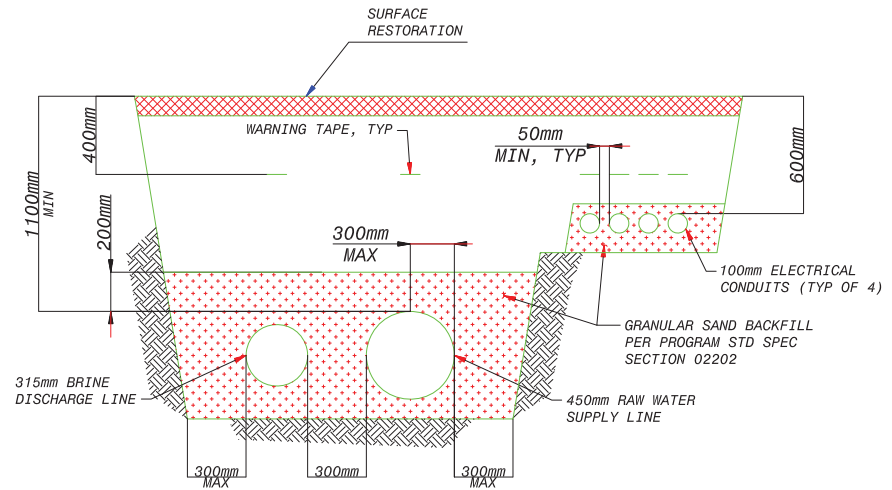 SURFACE
RESTORATION
WARNING TAPE, TYP
50mm
MIN, TYP
400mm
600mm
1100mm
MIN
200mm
300mm
MAX
100mm ELECTRICAL
CONDUITS (TYP OF 4)
GRANULAR SAND BACKFILL
PER PROGRAM STD SPEC
SECTION 02202
315mm BRINE
DISCHARGE LINE
450mm RAW WATER
SUPPLY LINE
300mm
MAX
300mm
300mm
MAX